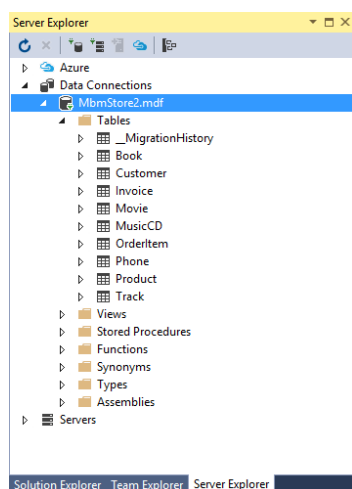 Server Explorer
Azure
Data Connections
MbmStore2.mdf
Tables
__MigrationHistory
Book
Customer
Invoice
Movie
MusicCD
OrderItem
Phone
Product
Track
Views
Stored Procedures
Functions
Synonyms
Types
Assemblies
Servers
Solution Explorer Team Explorer Server Explorer